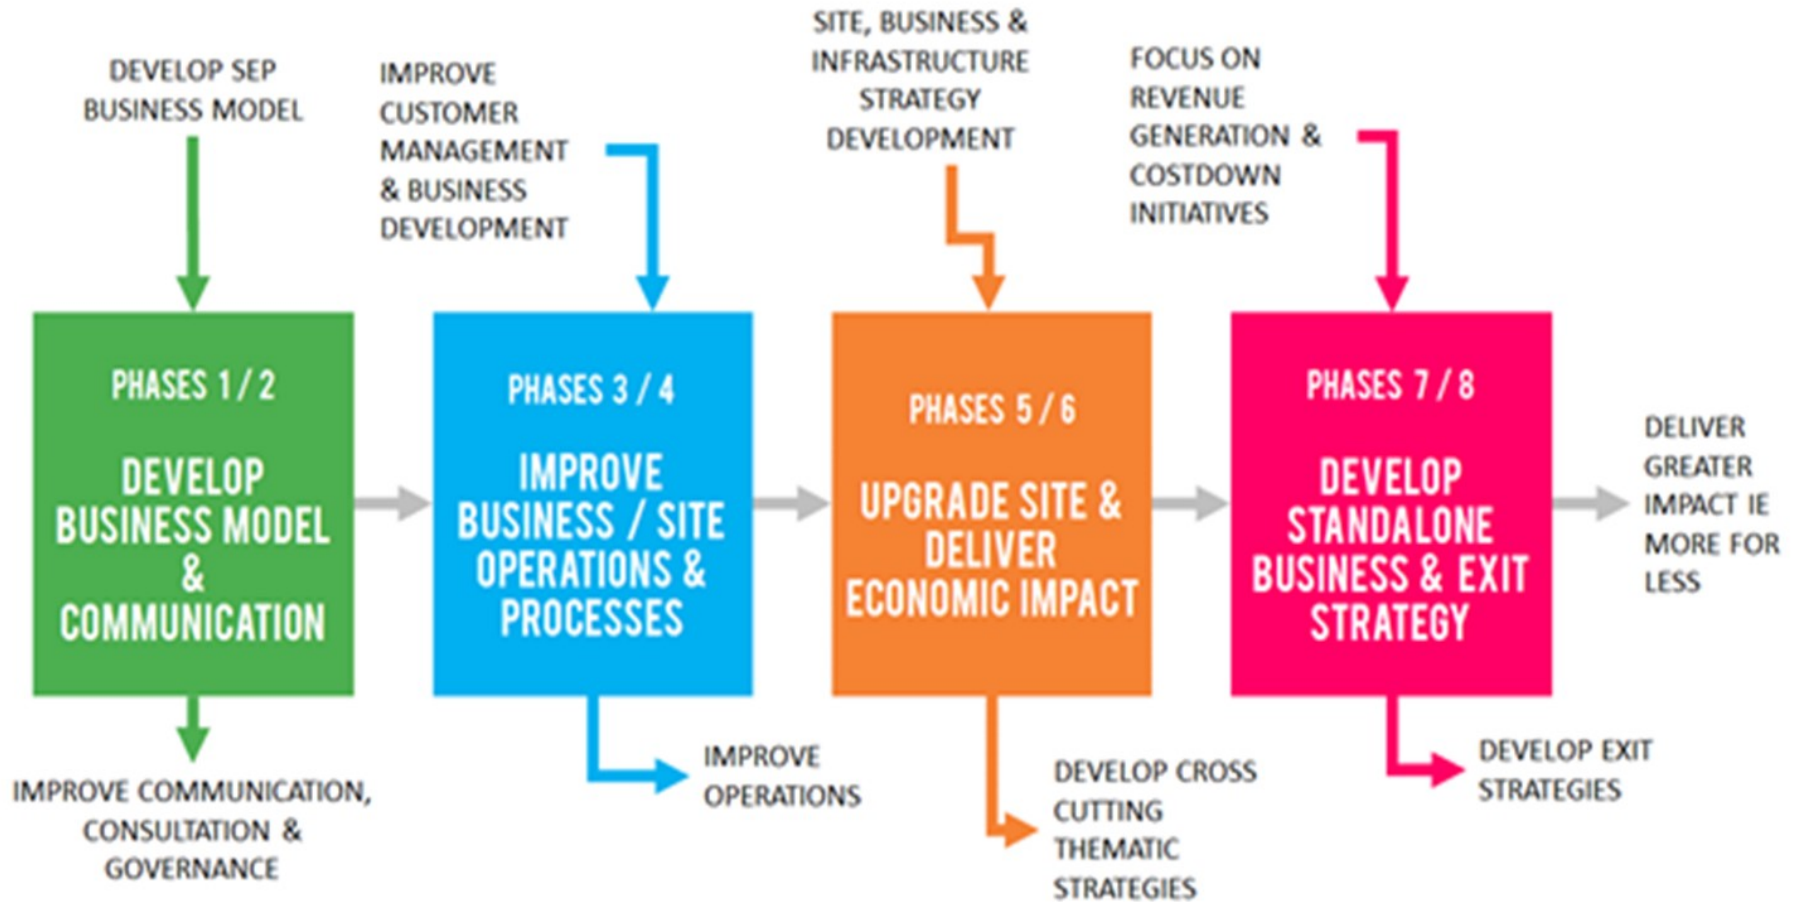 DEVELOP SEP
BUSINESS MODEL
IMPROVE
CUSTOMER
MANAGEMENT
& BUSINESS
DEVELOPMENT
SITE, BUSINESS &
INFRASTRUCTURE
STRATEGY
DEVELOPMENT
FOCUS ON
REVENUE
GENERATION &
COSTDOWN
INITIATIVES
PHASES 1 / 2
DEVELOP
BUSINESS MODEL
&
COMMUNICATION
PHASES 3 / 4
IMPROVE
BUSINESS / SITE
OPERATIONS &
PROCESSES
PHASES 5 / 6
UPGRADE SITE &
DELIVER
ECONOMIC IMPACT
PHASES 7 / 8
DEVELOP
STANDALONE
BUSINESS & EXIT
STRATEGY
DELIVER
GREATER
IMPACT IE
MORE FOR
LESS
IMPROVE COMMUNICATION,
CONSULTATION &
GOVERNANCE
IMPROVE
OPERATIONS
DEVELOP CROSS
CUTTING
THEMATIC
STRATEGIES
DEVELOP EXIT
STRATEGIES